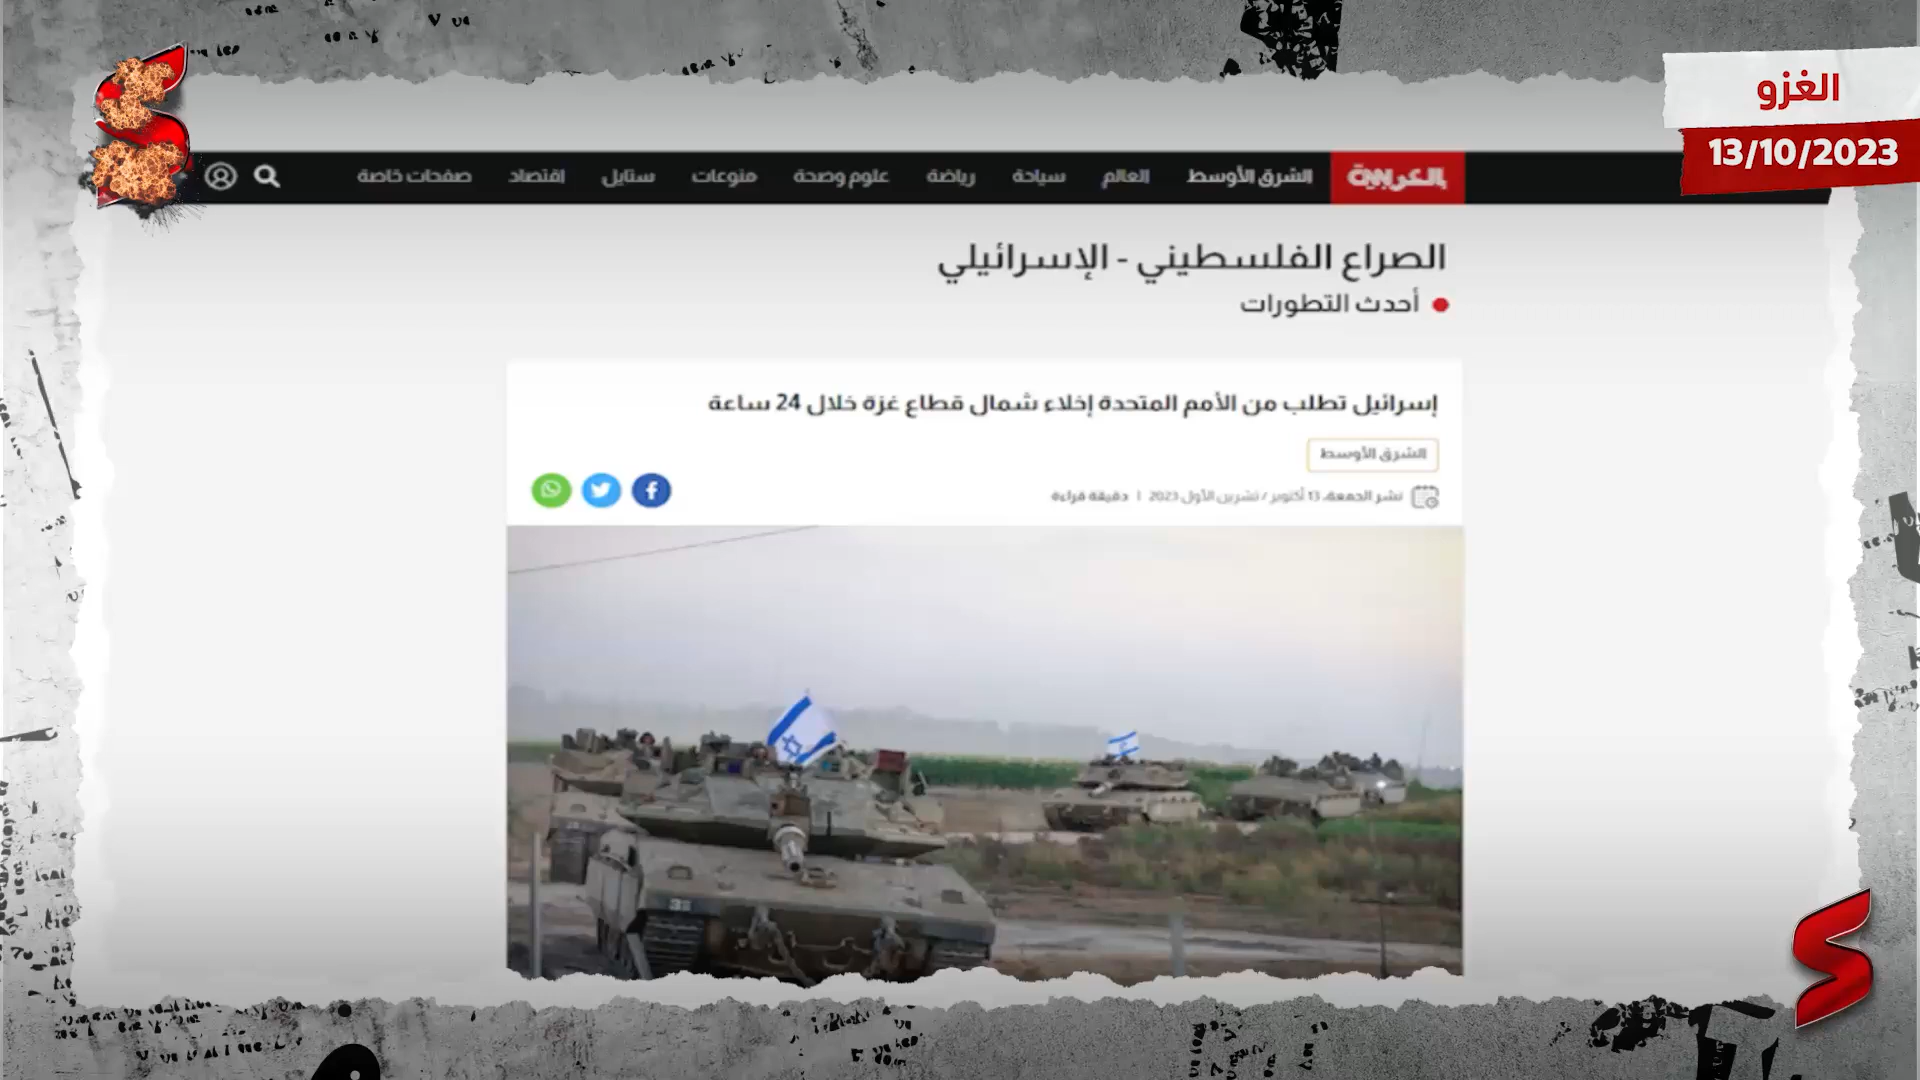 الغزو
13/10/2023
الشرق الأوسط العالم سياحة رياضة علوم وصحة منوعات ستايل اقتصاد صفحات خاصة
الصراع الفلسطيني - الإسرائيلي
أحدث التطورات
إسرائيل تطلب من الأمم المتحدة إخلاء شمال قطاع غزة خلال 24 ساعة
الشرق الأوسط
نشر الجمعة، 13 أكتوبر / تشرين الأول 2023 | دقيقة قراءة